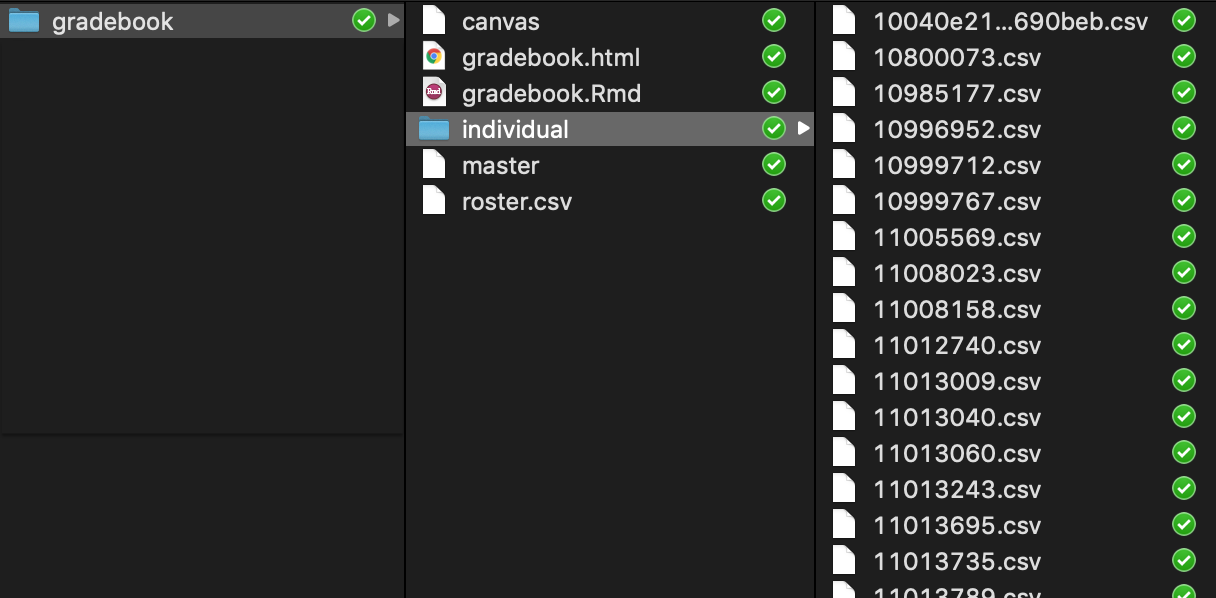 gradebook
canvas
gradebook.html
gradebook.Rmd
individual
master
roster.csv
10040e21...690beb.csv
10800073.csv
10985177.csv
10996952.csv
10999712.csv
10999767.csv
11005569.csv
11008023.csv
11008158.csv
11012740.csv
11013009.csv
11013040.csv
11013060.csv
11013243.csv
11013695.csv
11013735.csv
11013789.csv